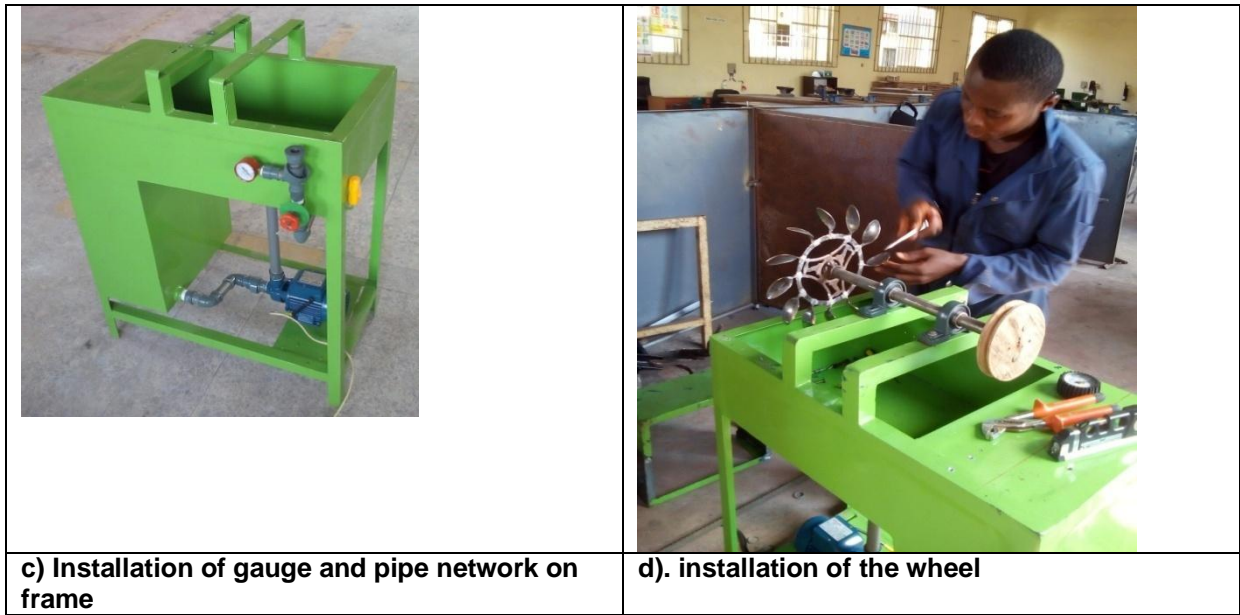 c) Installation of gauge and pipe network on
frame
d). installation of the wheel